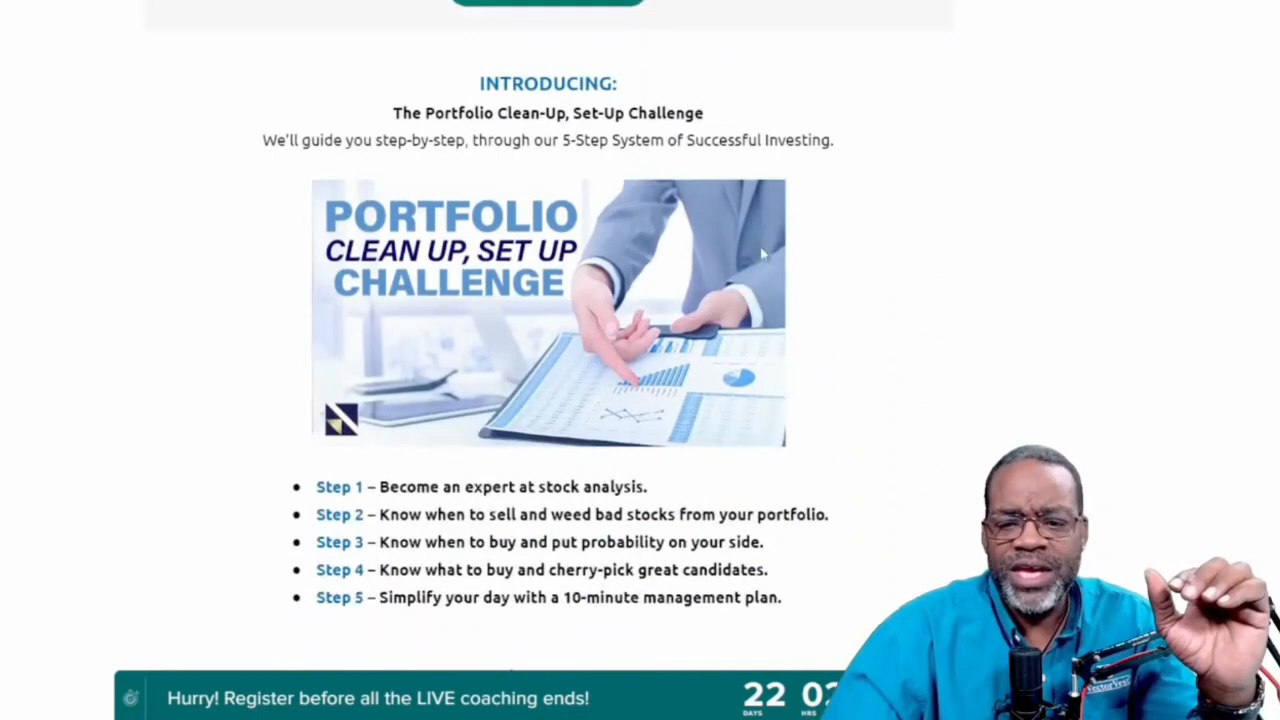 INTRODUCING:
The Portfolio Clean-Up, Set-Up Challenge
We'll guide you step-by-step, through our 5-Step System of Successful Investing.
PORTFOLIO
CLEAN UP, SET UP
CHALLENGE
Step 1 – Become an expert at stock analysis.
Step 2 – Know when to sell and weed bad stocks from your portfolio.
Step 3 – Know when to buy and put probability on your side.
Step 4 – Know what to buy and cherry-pick great candidates.
Step 5 – Simplify your day with a 10-minute management plan.
Hurry! Register before all the LIVE coaching ends!
22
DAYS
HRS
VectorVest